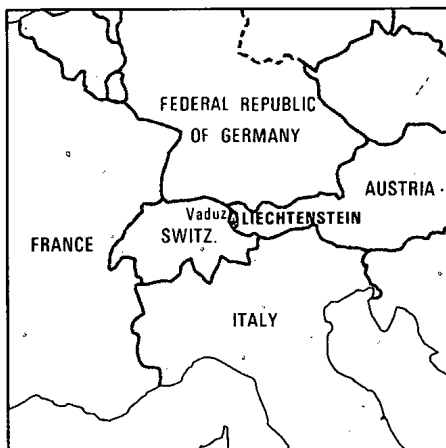 FEDERAL REPUBLIC
OF GERMANY
AUSTRIA
Vaduz
LIECHTENSTEIN
SWITZ.
FRANCE
ITALY